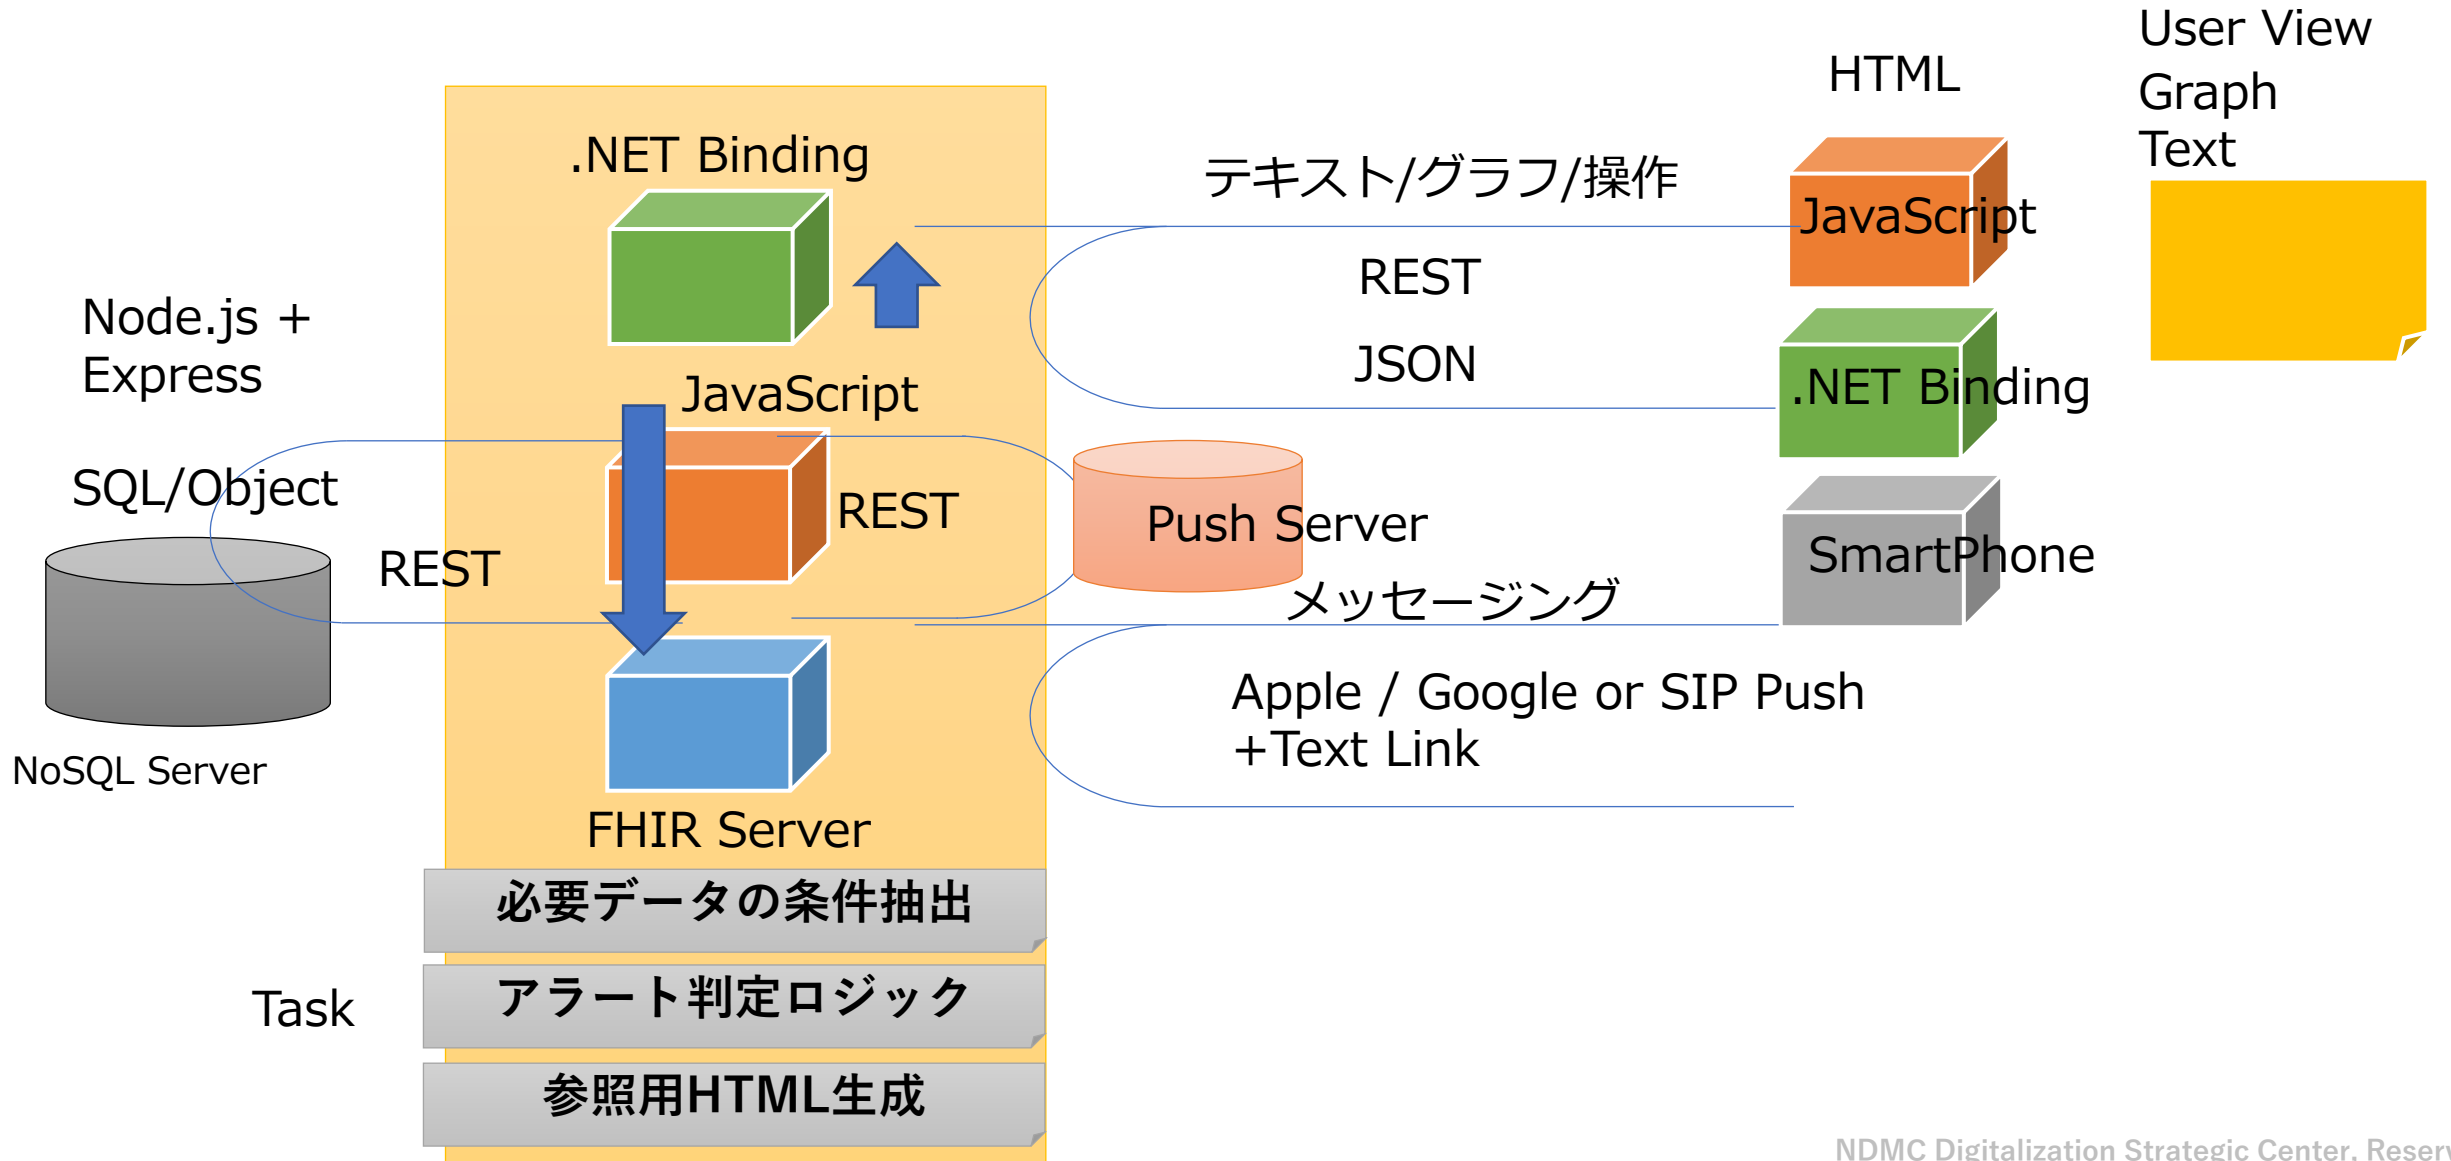 User View
Graph
Text
HTML
.NET Binding
テキスト/グラフ/操作
JavaScript
REST
Node.js +
Express
JSON
JavaScript
.NET Binding
SQL/Object
REST
Push Server
REST
SmartPhone
メッセージング
Apple / Google or SIP Push
+Text Link
NoSQL Server
FHIR Server
必要データの条件抽出
アラート判定ロジック
Task
参照用HTML生成
NDMC Digitalization Strategic Center. Reserv